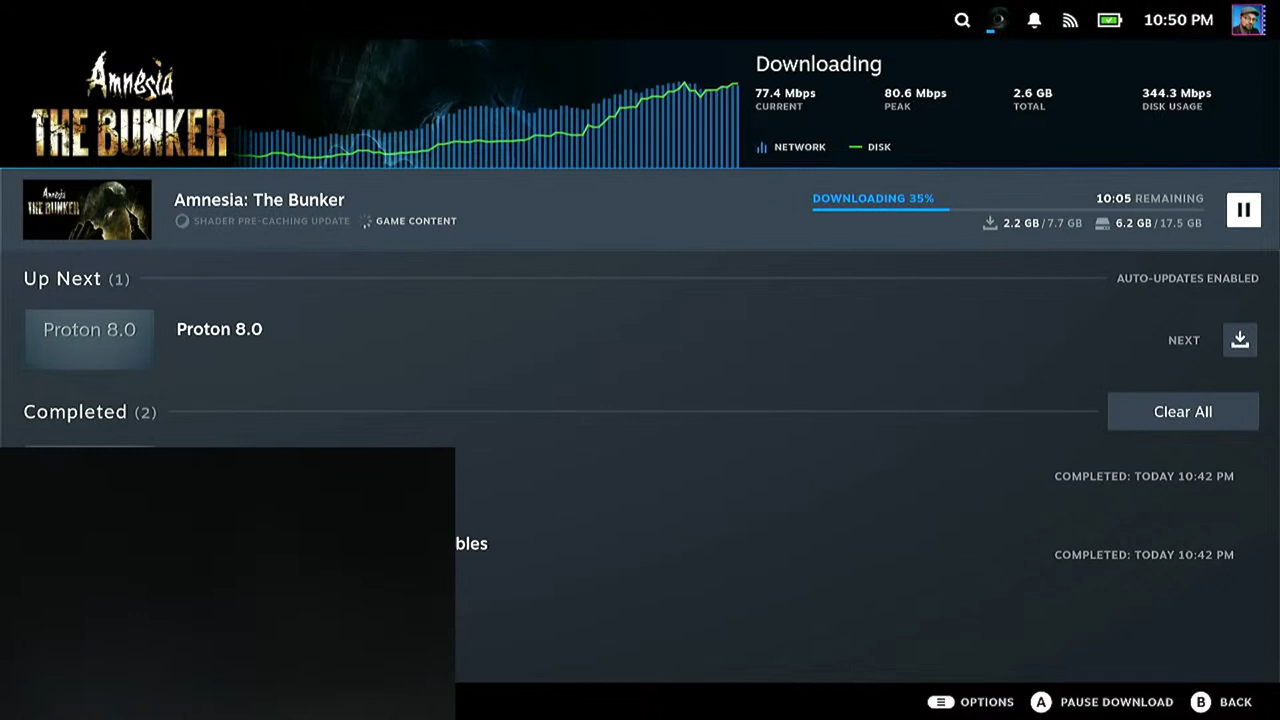 10:50 PM
Amnesia
THE BUNKER
Downloading
77.4 Mbps
CURRENT
80.6 Mbps
PEAK
2.6 GB
TOTAL
344.3 Mbps
DISK USAGE
NETWORK
DISK
Amnesia
THE BUNKER
Amnesia: The Bunker
SHADER PRE-CACHING UPDATE
GAME CONTENT
DOWNLOADING 35%
10:05 REMAINING
2.2 GB/7.7 GB
6.2 GB/17.5 GB
Up Next (1)
AUTO-UPDATES ENABLED
Proton 8.0
Proton 8.0
NEXT
Completed (2)
Clear All
COMPLETED: TODAY 10:42 PM
bles
COMPLETED: TODAY 10:42 PM
OPTIONS
A PAUSE DOWNLOAD
B BACK